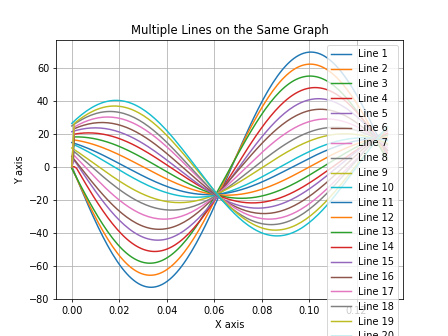 Multiple Lines on the Same Graph
Y axis
60
40
20
0
−20
−40
−60
−80
0.00
0.02
0.04
0.06
0.08
0.10
X axis
Line 1
Line 2
Line 3
Line 4
Line 5
Line 6
Line 7
Line 8
Line 9
Line 10
Line 11
Line 12
Line 13
Line 14
Line 15
Line 16
Line 17
Line 18
Line 19
Line 20